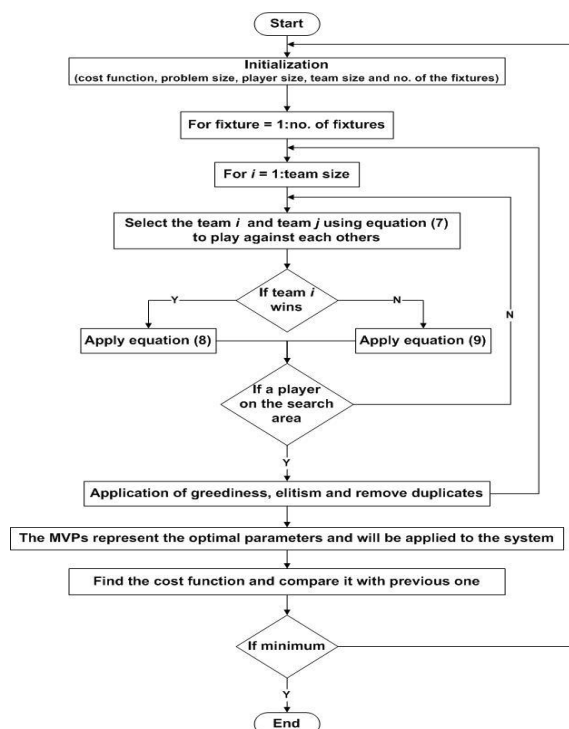 Start
Initialization
(cost function, problem size, player size, team size and no. of the fixtures)
For fixture = 1:no. of fixtures
For i = 1:team size
Select the team i and team j using equation (7)
to play against each others
If team i
wins
Y
N
N
Apply equation (8)
Apply equation (9)
If a player
on the search
area
Y
Application of greediness, elitism and remove duplicates
The MVPs represent the optimal parameters and will be applied to the system
Find the cost function and compare it with previous one
If minimum
Y
End